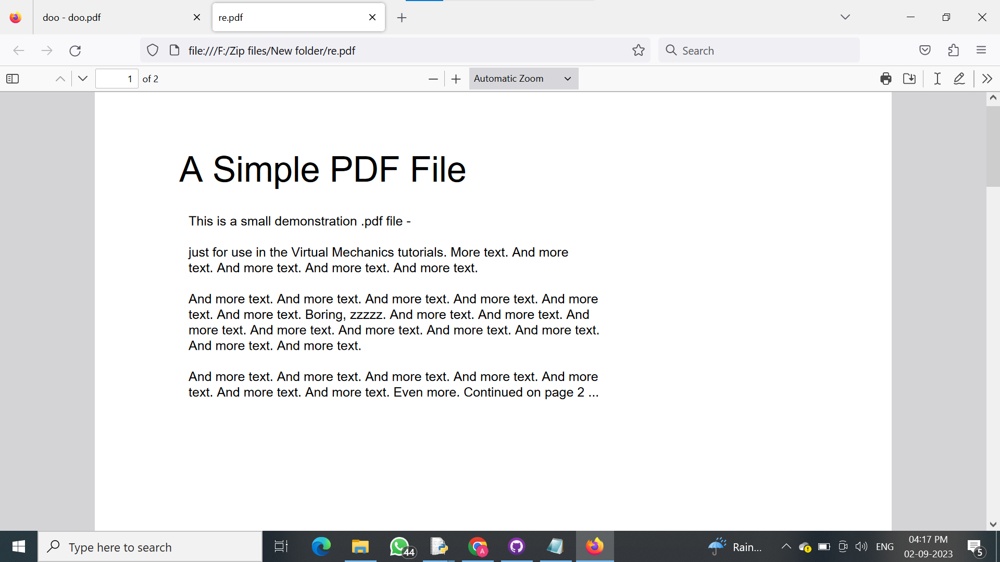 doo - doo.pdf
re.pdf
file:///F:/Zip files/New folder/re.pdf
Search
1 of 2
Automatic Zoom
A Simple PDF File
This is a small demonstration .pdf file -
just for use in the Virtual Mechanics tutorials. More text. And more
text. And more text. And more text. And more text.
And more text. And more text. And more text. And more text. And more
text. And more text. Boring, zzzzz. And more text. And more text. And
more text. And more text. And more text. And more text. And more text.
And more text. And more text.
And more text. And more text. And more text. And more text. And more
text. And more text. And more text. Even more. Continued on page 2 ...
Type here to search
44
A
Rain...
ENG
04:17 PM
02-09-2023
5